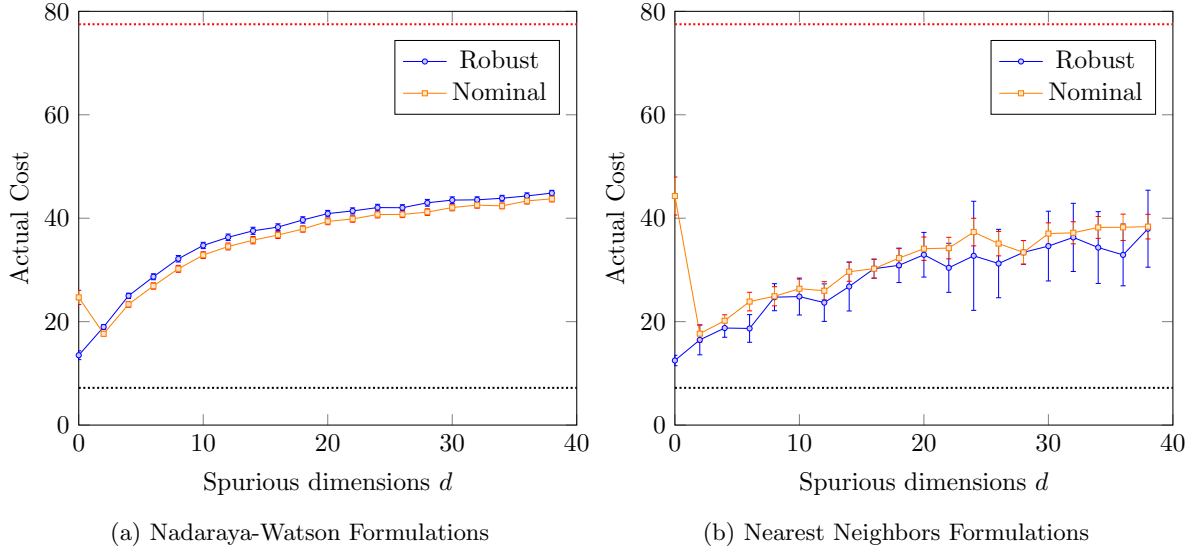 80
60
40
20
0
0
10
20
30
40
Actual Cost
Spurious dimensions d
Robust
Nominal
(a) Nadaraya-Watson Formulations
80
60
40
20
0
0
10
20
30
40
Actual Cost
Spurious dimensions d
Robust
Nominal
(b) Nearest Neighbors Formulations